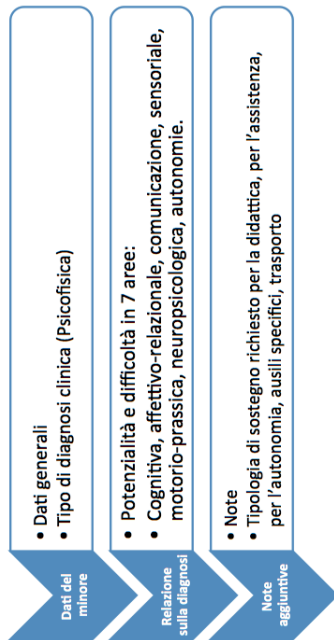 Dati del
minore
• Dati generali
• Tipo di diagnosi clinica (Psicofisica)
Relazione
sulla diagnosi
• Potenzialità e difficoltà in 7 aree:
• Cognitiva, affettivo-relazionale, comunicazione, sensoriale,
motorio-prassica, neuropsicologica, autonomie.
Note
aggiuntive
• Note
• Tipologia di sostegno richiesto per la didattica, per l'assistenza,
per l'autonomia, ausili specifici, trasporto